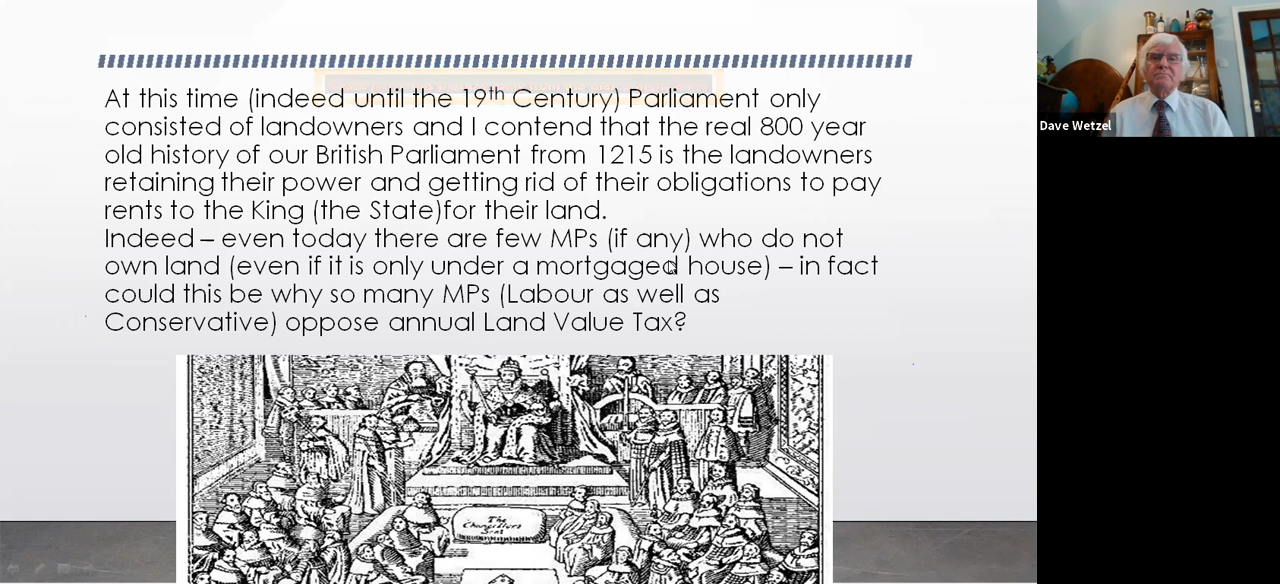 At this time (indeed until the 19th Century) Parliament only
consisted of landowners and I contend that the real 800 year
old history of our British Parliament from 1215 is the landowners
retaining their power and getting rid of their obligations to pay
rents to the King (the State)for their land.
Indeed – even today there are few MPs (if any) who do not
own land (even if it is only under a mortgaged house) – in fact
could this be why so many MPs (Labour as well as
Conservative) oppose annual Land Value Tax?
Dave Wetzel
The